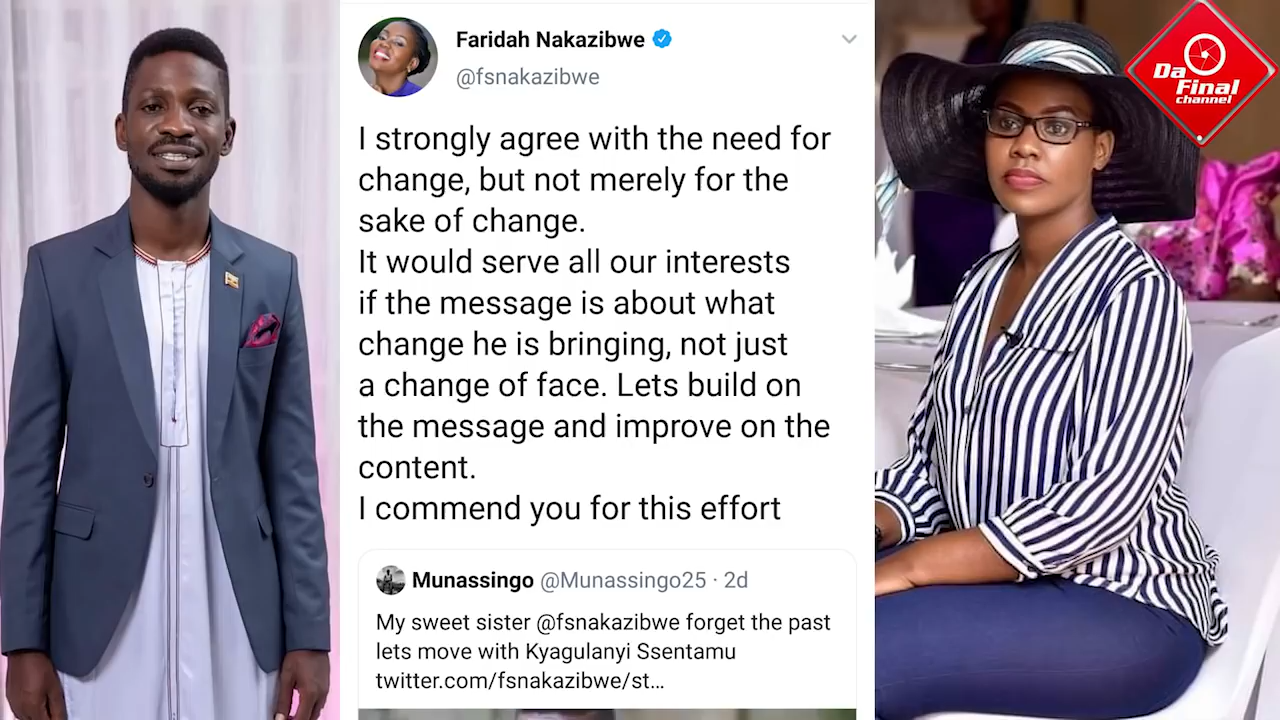 Faridah Nakazibwe
@fsnakazibwe
I strongly agree with the need for
change, but not merely for the
sake of change.
It would serve all our interests
if the message is about what
change he is bringing, not just
a change of face. Lets build on
the message and improve on the
content.
I commend you for this effort
Munassingo @Munassingo25 · 2d
My sweet sister @fsnakazibwe forget the past
lets move with Kyagulanyi Ssentamu
twitter.com/fsnakazibwe/st...
Da
Final
channel